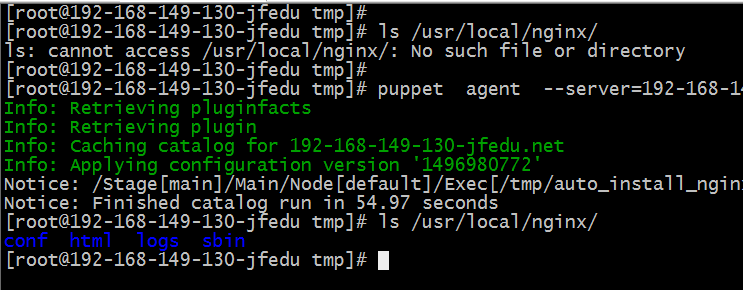 [root@192-168-149-130-jfedu tmp]#
[root@192-168-149-130-jfedu tmp]# ls /usr/local/nginx/
ls: cannot access /usr/local/nginx/: No such file or directory
[root@192-168-149-130-jfedu tmp]#
[root@192-168-149-130-jfedu tmp]# puppet  agent  --server=192-168-14
Info: Retrieving pluginfacts
Info: Retrieving plugin
Info: Caching catalog for 192-168-149-130-jfedu.net
Info: Applying configuration version '1496980772'
Notice: /Stage[main]/Main/Node[default]/Exec[/tmp/auto_install_nginx
Notice: Finished catalog run in 54.97 seconds
[root@192-168-149-130-jfedu tmp]# ls /usr/local/nginx/
conf  html  logs  sbin
[root@192-168-149-130-jfedu tmp]#